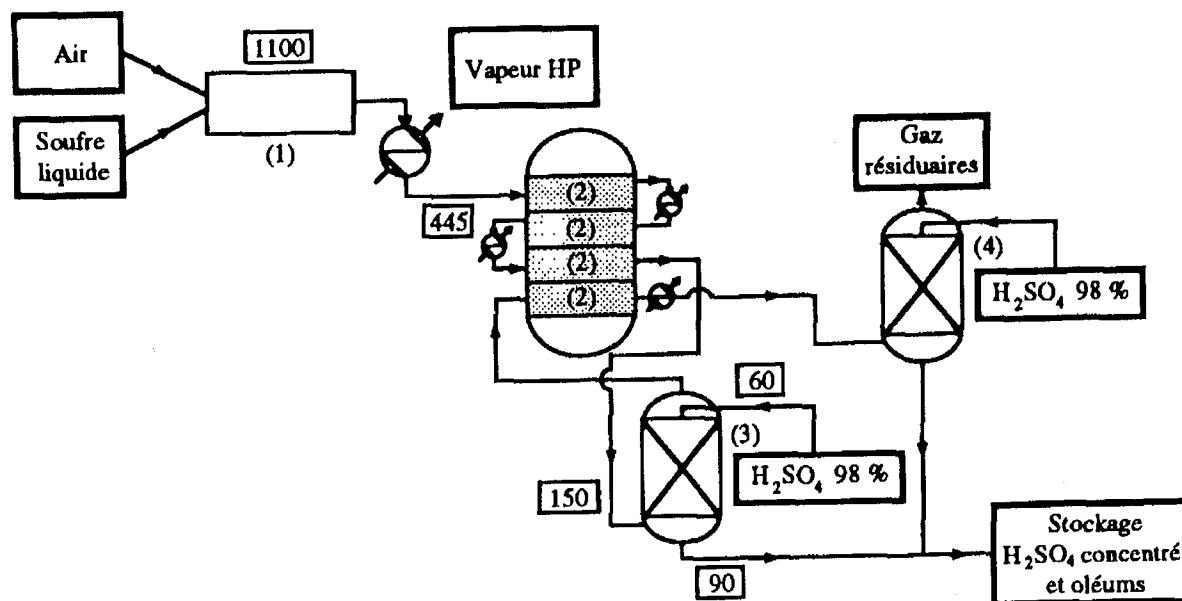 Air
1100
Vapeur HP
Soufre
liquide
(1)
Gaz
résiduaires
(2)
445
(2)
(2)
(2)
(4)
H₂SO₄ 98 %
60
(3)
H₂SO₄ 98 %
150
90
Stockage
H₂SO₄ concentré
et oléums